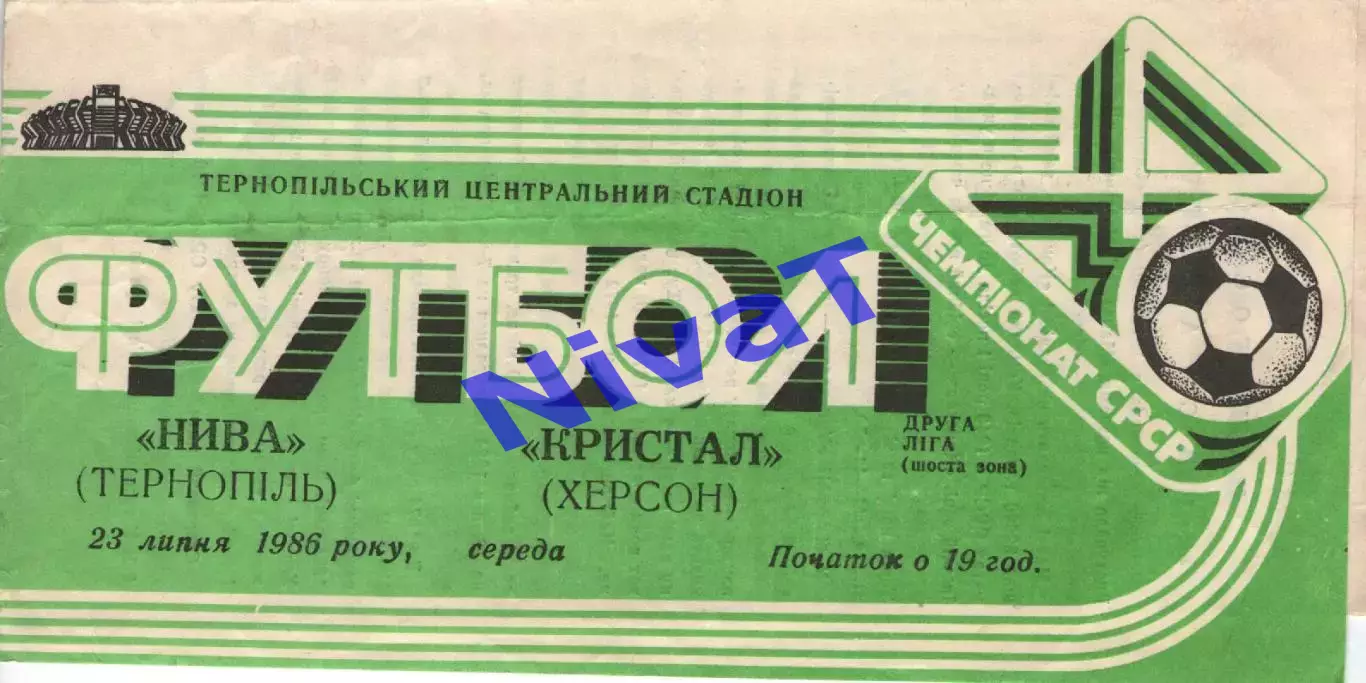 ТЕРНОПІЛЬСЬКИЙ ЦЕНТРАЛЬНИЙ СТАДІОН
ФУТБОЛ
ЧЕМПІОНАТ СРСР
«НИВА»
(ТЕРНОПІЛЬ)
«КРИСТАЛ»
(ХЕРСОН)
ДРУГА
ЛІГА
(шоста зона)
23 липня 1986 року, середа
Початок о 19 год.
NivaT